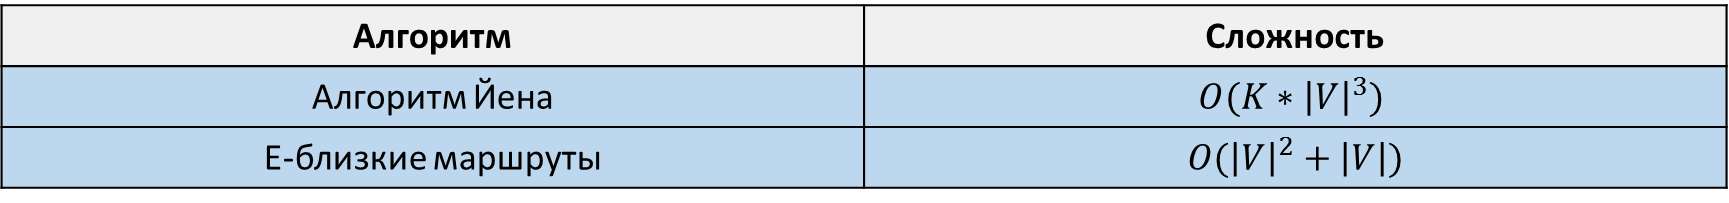 Алгоритм Сложность
Алгоритм Йена O(K ∗ |V|³)
Е-близкие маршруты O(|V|² + |V|)